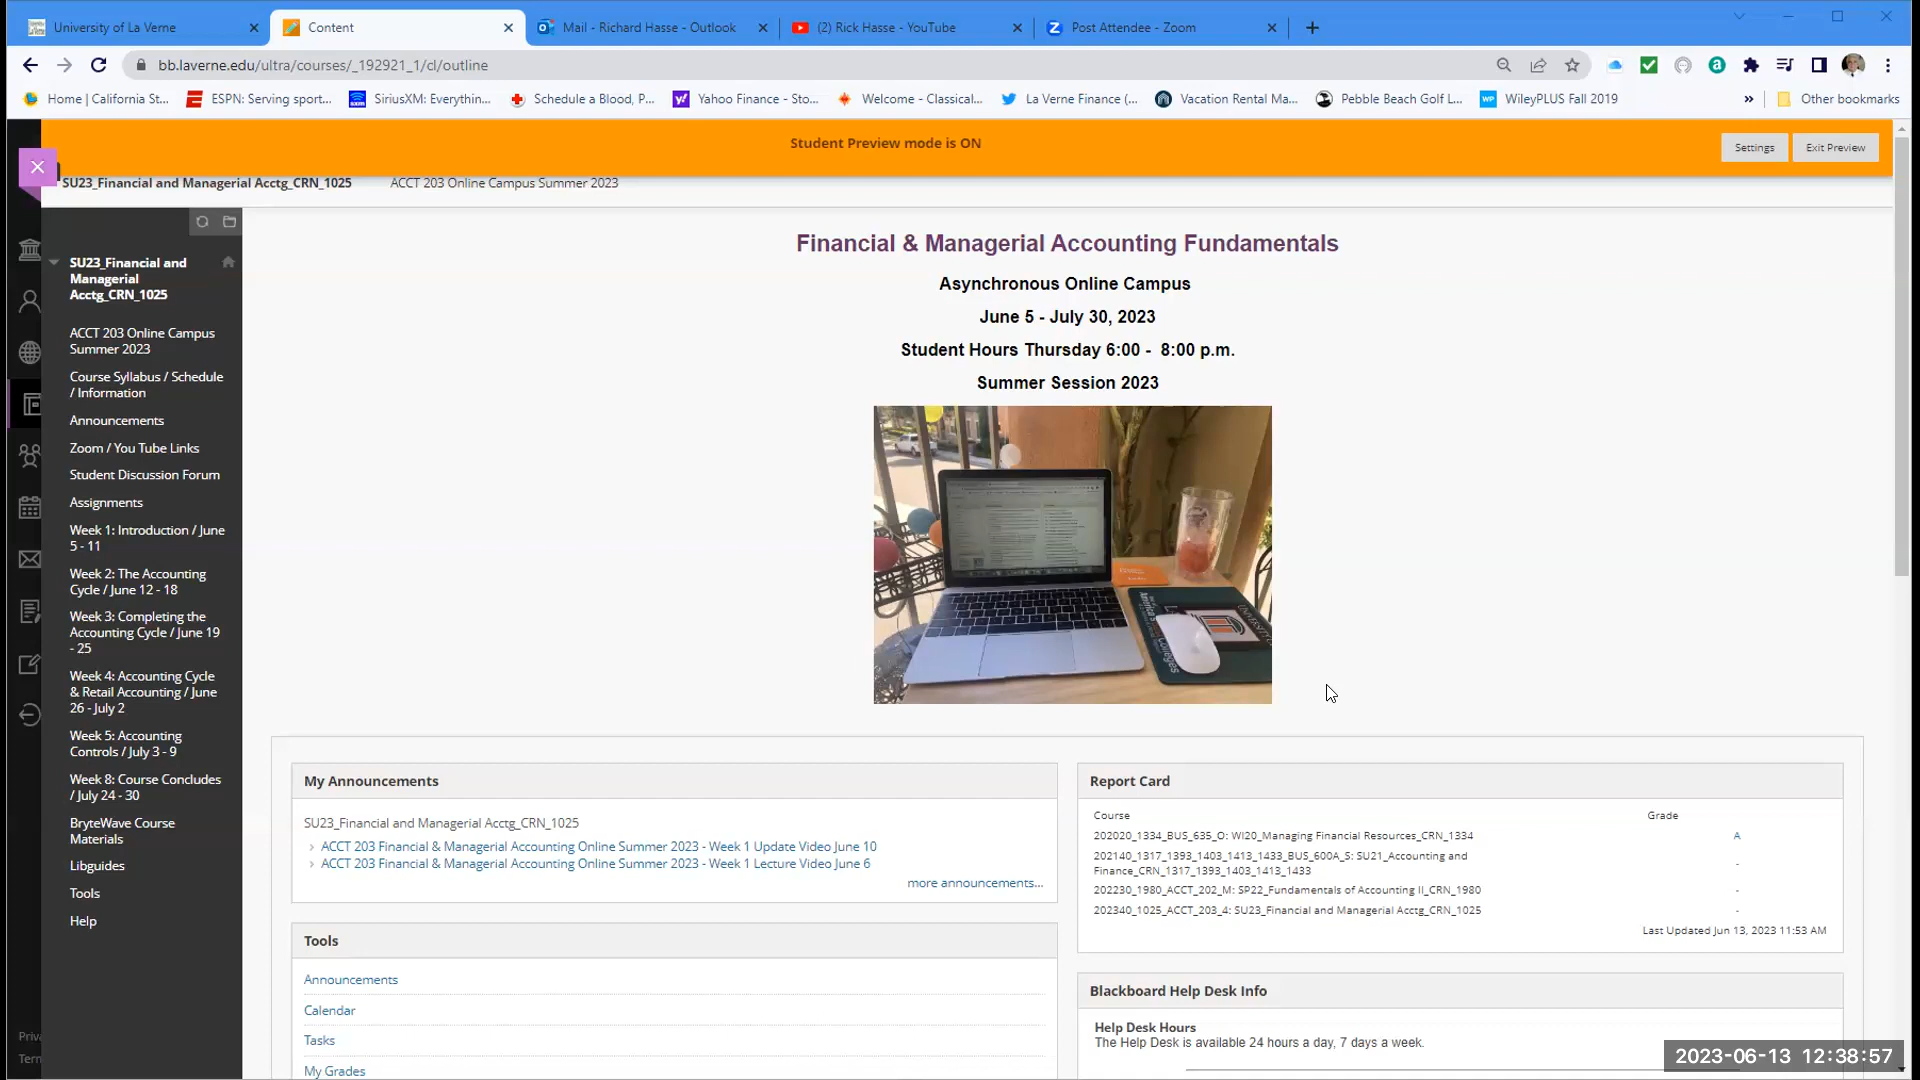 University of La Verne
Content
Mail - Richard Hasse - Outlook
(2) Rick Hasse - YouTube
Post Attendee - Zoom
bb.laverne.edu/ultra/courses/_192921_1/cl/outline
Home | California St...
ESPN: Serving sport...
SiriusXM: Everythin...
Schedule a Blood, P...
Yahoo Finance - Sto...
Welcome - Classical...
La Verne Finance (...
Vacation Rental Ma...
Pebble Beach Golf L...
WileyPLUS Fall 2019
Other bookmarks
Student Preview mode is ON
Settings
Exit Preview
SU23_Financial and Managerial Acctg_CRN_1025
ACCT 203 Online Campus Summer 2023
SU23_Financial and
Managerial
Acctg_CRN_1025
ACCT 203 Online Campus
Summer 2023
Course Syllabus / Schedule
/ Information
Announcements
Zoom / You Tube Links
Student Discussion Forum
Assignments
Week 1: Introduction / June
5 - 11
Week 2: The Accounting
Cycle / June 12 - 18
Week 3: Completing the
Accounting Cycle / June 19
- 25
Week 4: Accounting Cycle
& Retail Accounting / June
26 - July 2
Week 5: Accounting
Controls / July 3 - 9
Week 8: Course Concludes
/ July 24 - 30
BryteWave Course
Materials
Libguides
Tools
Help
Priva
Term
Financial & Managerial Accounting Fundamentals
Asynchronous Online Campus
June 5 - July 30, 2023
Student Hours Thursday 6:00 - 8:00 p.m.
Summer Session 2023
My Announcements
SU23_Financial and Managerial Acctg_CRN_1025
ACCT 203 Financial & Managerial Accounting Online Summer 2023 - Week 1 Update Video June 10
ACCT 203 Financial & Managerial Accounting Online Summer 2023 - Week 1 Lecture Video June 6
more announcements...
Tools
Announcements
Calendar
Tasks
My Grades
Report Card
Course
Grade
202020_1334_BUS_635_O: WI20_Managing Financial Resources_CRN_1334
A
202140_1317_1393_1403_1413_1433_BUS_600A_S: SU21_Accounting and
Finance_CRN_1317_1393_1403_1413_1433
-
202230_1980_ACCT_202_M: SP22_Fundamentals of Accounting II_CRN_1980
-
202340_1025_ACCT_203_4: SU23_Financial and Managerial Acctg_CRN_1025
-
Last Updated Jun 13, 2023 11:53 AM
Blackboard Help Desk Info
Help Desk Hours
The Help Desk is available 24 hours a day, 7 days a week.
2023-06-13 12:38:57